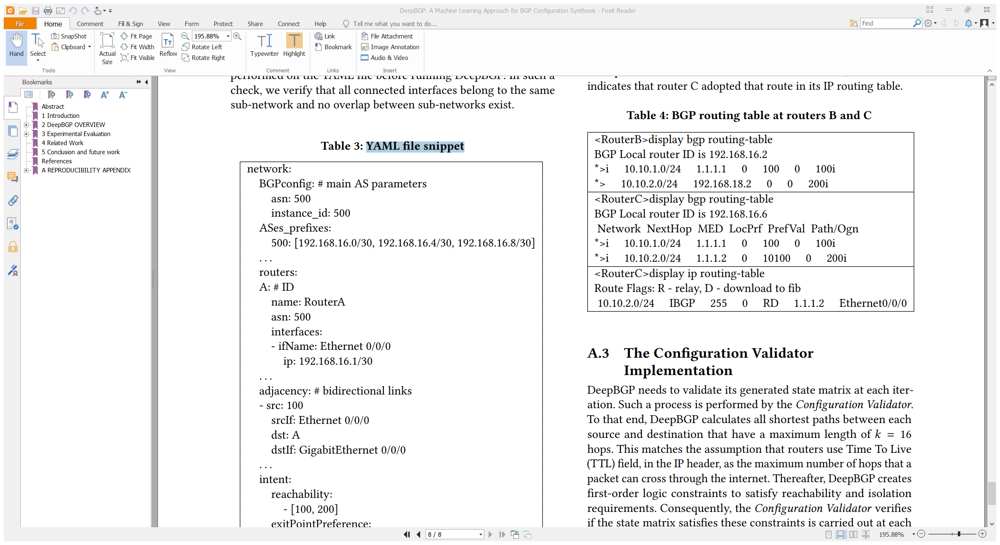 DeepBGP: A Machine Learning Approach for BGP Configuration Synthesis - Foxit Reader
File
Home
Comment
Fill & Sign
View
Form
Protect
Share
Connect
Help
Tell me what you want to do...
Find
Hand
Select
SnapShot
Clipboard
Tools
Actual
Size
Fit Page
Fit Width
Fit Visible
Reflow
195.88%
Rotate Left
Rotate Right
View
Typewriter
Highlight
Comment
Link
Bookmark
Links
File Attachment
Image Annotation
Audio & Video
Insert
Bookmarks
Abstract
1 Introduction
2 DeepBGP OVERVIEW
3 Experimental Evaluation
4 Related Work
5 Conclusion and future work
References
A REPRODUCIBILITY APPENDIX
performed on the YAML file before running DeepBGP. In such a
check, we verify that all connected interfaces belong to the same
sub-network and no overlap between sub-networks exist.
Table 3: YAML file snippet
network:
BGPconfig: # main AS parameters
asn: 500
instance_id: 500
ASes_prefixes:
500: [192.168.16.0/30, 192.168.16.4/30, 192.168.16.8/30]
. . .
routers:
A: # ID
name: RouterA
asn: 500
interfaces:
- ifName: Ethernet 0/0/0
ip: 192.168.16.1/30
. . .
adjacency: # bidirectional links
- src: 100
srcIf: Ethernet 0/0/0
dst: A
dstIf: GigabitEthernet 0/0/0
. . .
intent:
reachability:
- [100, 200]
exitPointPreference:
indicates that router C adopted that route in its IP routing table.
Table 4: BGP routing table at routers B and C
<RouterB>display bgp routing-table
BGP Local router ID is 192.168.16.2
*>i 10.10.1.0/24 1.1.1.1 0 100 0 100i
*> 10.10.2.0/24 192.168.18.2 0 0 200i
<RouterC>display bgp routing-table
BGP Local router ID is 192.168.16.6
Network NextHop MED LocPrf PrefVal Path/Ogn
*>i 10.10.1.0/24 1.1.1.1 0 100 0 100i
*>i 10.10.2.0/24 1.1.1.2 0 10100 0 200i
<RouterC>display ip routing-table
Route Flags: R - relay, D - download to fib
10.10.2.0/24 IBGP 255 0 RD 1.1.1.2 Ethernet0/0/0
A.3 The Configuration Validator
Implementation
DeepBGP needs to validate its generated state matrix at each iter-
ation. Such a process is performed by the Configuration Validator.
To that end, DeepBGP calculates all shortest paths between each
source and destination that have a maximum length of k = 16
hops. This matches the assumption that routers use Time To Live
(TTL) field, in the IP header, as the maximum number of hops that a
packet can cross through the internet. Thereafter, DeepBGP creates
first-order logic constraints to satisfy reachability and isolation
requirements. Consequently, the Configuration Validator verifies
if the state matrix satisfies these constraints is carried out at each
8 / 8
195.88%